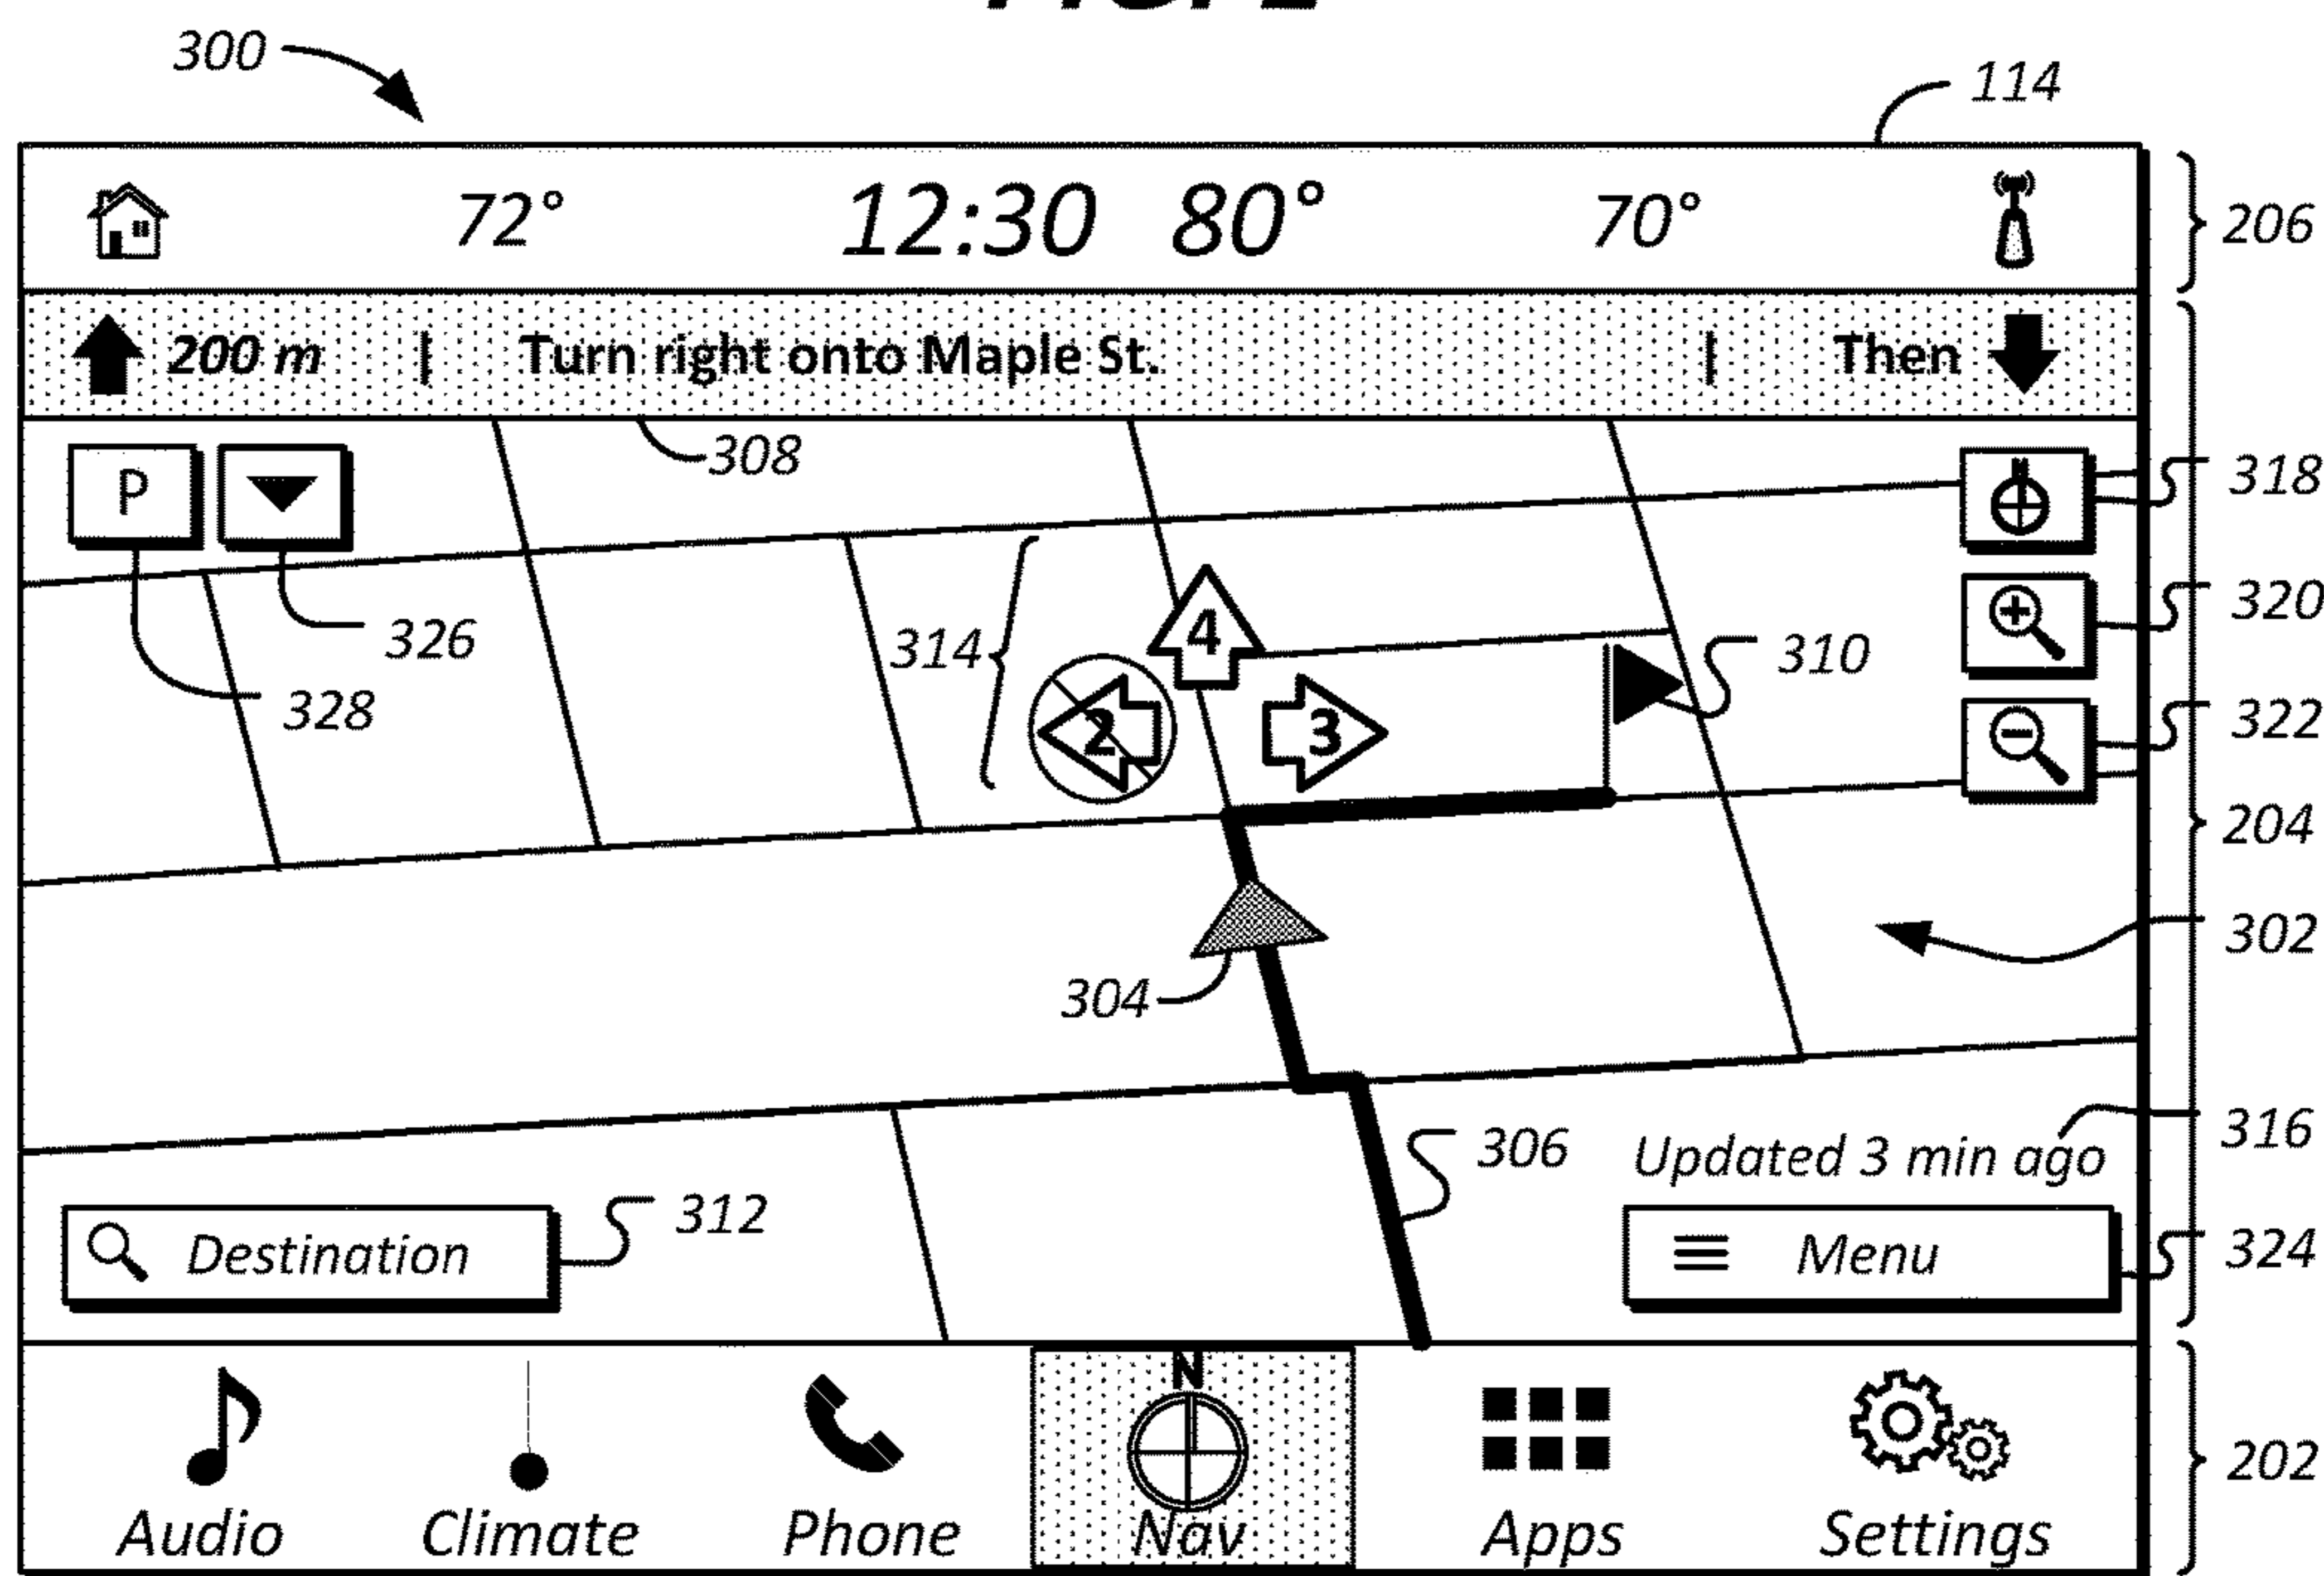 300
114
72° 12:30 80° 70°
206
200 m | Turn right onto Maple St. | Then
308
P
318
4
320
314
326
310
328
2 3
322
204
302
304
316
306
Updated 3 min ago
312
Destination
Menu
324
N
202
Audio Climate Phone Nav Apps Settings